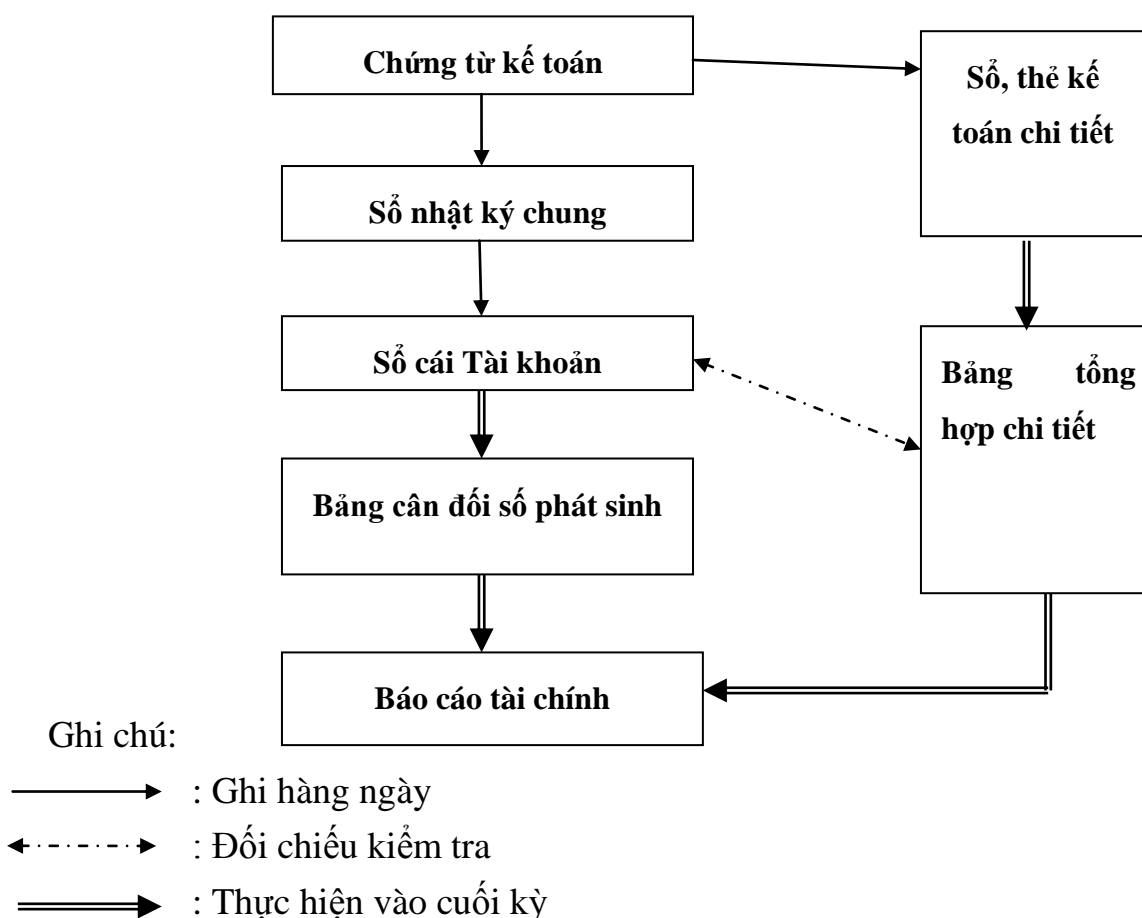 Chứng từ kế toán
Sổ, thẻ kế
toán chi tiết
Sổ nhật ký chung
Sổ cái Tài khoản
Bảng tổng
hợp chi tiết
Bảng cân đối số phát sinh
Báo cáo tài chính
Ghi chú:
: Ghi hàng ngày
: Đối chiếu kiểm tra
: Thực hiện vào cuối kỳ